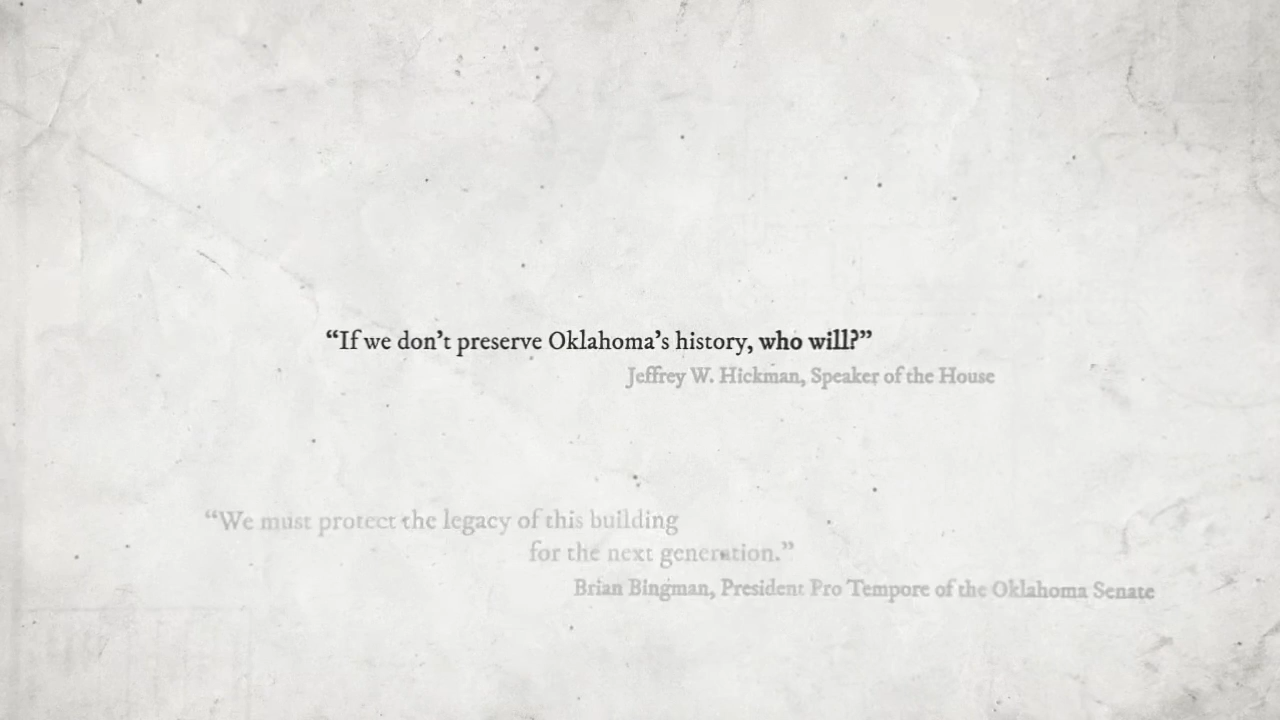 “If we don’t preserve Oklahoma’s history, who will?”
Jeffrey W. Hickman, Speaker of the House
“We must protect the legacy of this building
for the next generation.”
Brian Bingman, President Pro Tempore of the Oklahoma Senate